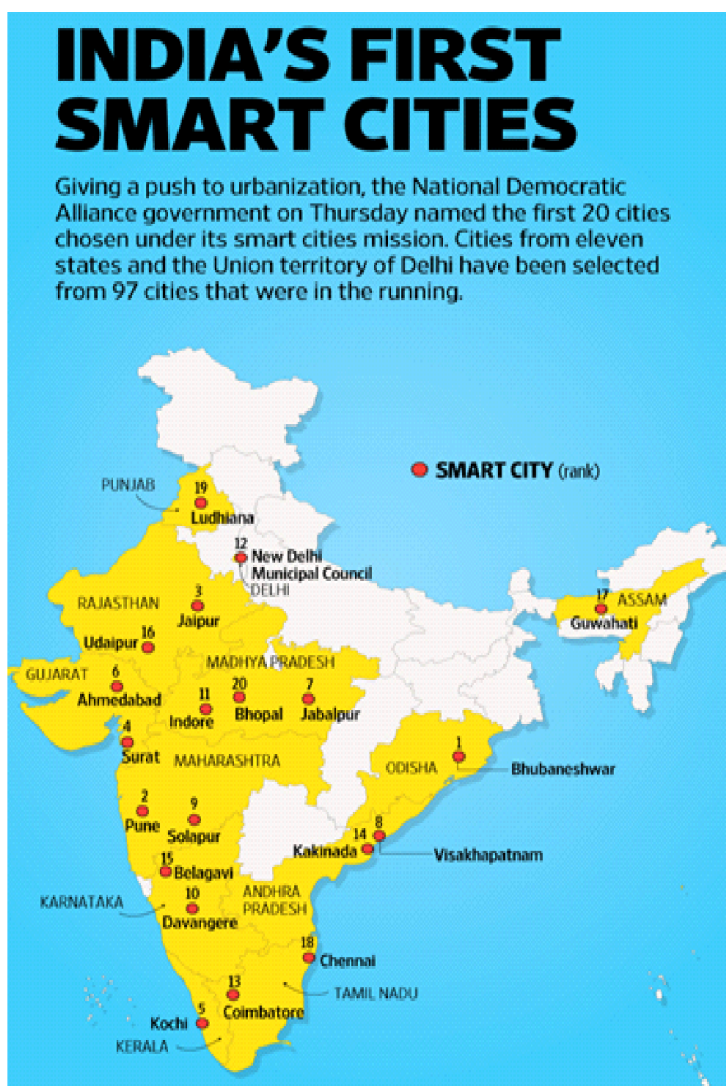 INDIA'S FIRST
SMART CITIES
Giving a push to urbanization, the National Democratic
Alliance government on Thursday named the first 20 cities
chosen under its smart cities mission. Cities from eleven
states and the Union territory of Delhi have been selected
from 97 cities that were in the running.
SMART CITY (rank)
PUNJAB
19
Ludhiana
12
New Delhi
Municipal Council
DELHI
RAJASTHAN
3
Jaipur
17
ASSAM
Guwahati
16
Udaipur
MADHYA PRADESH
GUJARAT
6
Ahmedabad
11
Indore
20
Bhopal
7
Jabalpur
4
Surat
MAHARASHTRA
ODISHA
1
Bhubaneshwar
2
Pune
9
Solapur
14
Kakinada
8
Visakhapatnam
15
Belagavi
KARNATAKA
10
Davangere
ANDHRA
PRADESH
18
Chennai
13
Coimbatore
TAMIL NADU
5
Kochi
KERALA